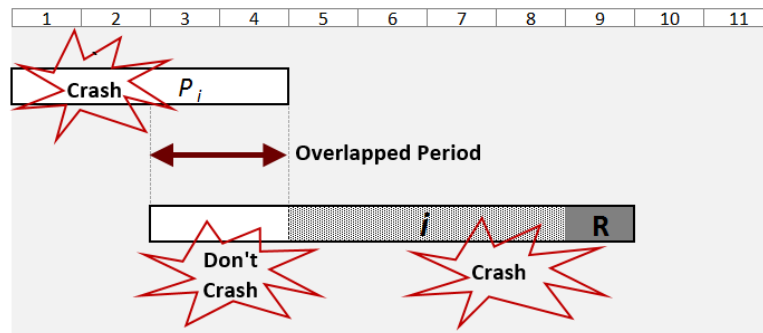 1 2 3 4 5 6 7 8 9 10 11
Crash P i
Overlapped Period
i R
Don't
Crash
Crash